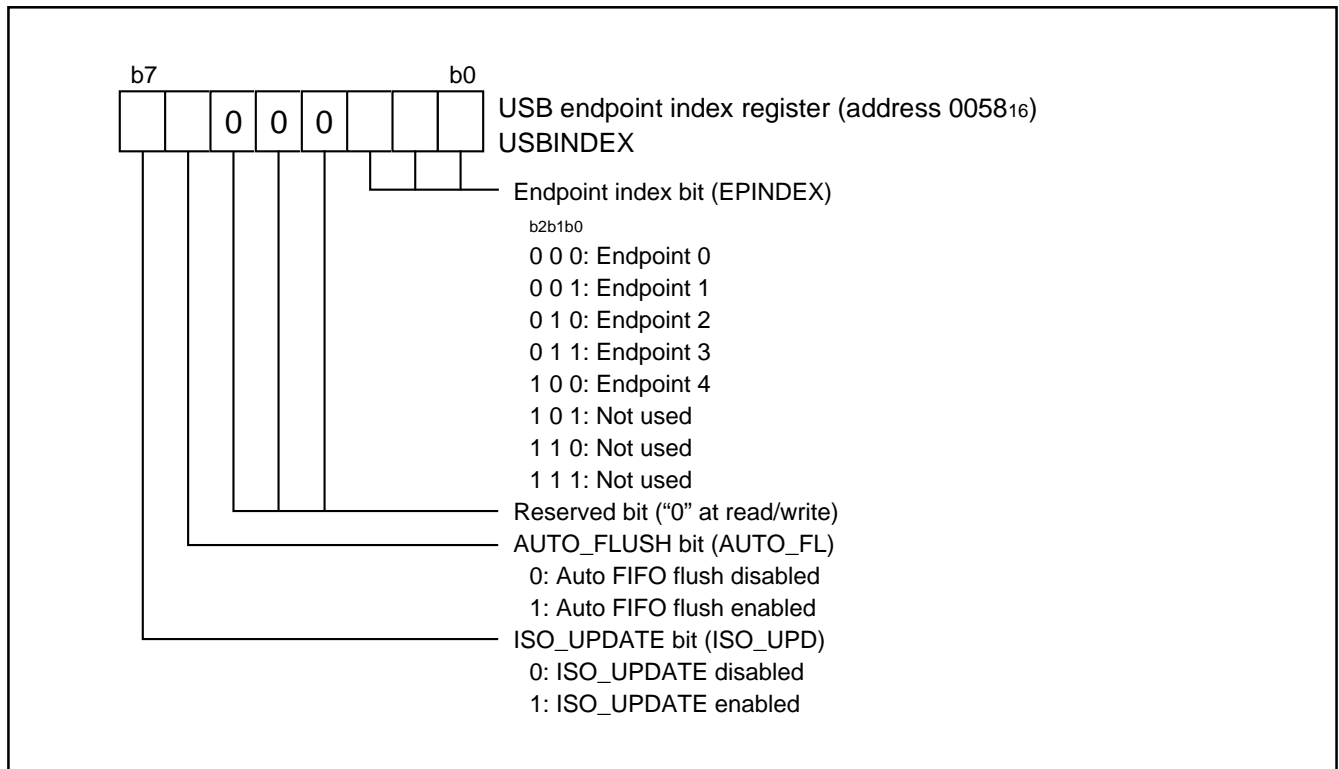 b7 b0
0 0 0
USB endpoint index register (address 0058₁₆)
USBINDEX
Endpoint index bit (EPINDEX)
b2b1b0
0 0 0: Endpoint 0
0 0 1: Endpoint 1
0 1 0: Endpoint 2
0 1 1: Endpoint 3
1 0 0: Endpoint 4
1 0 1: Not used
1 1 0: Not used
1 1 1: Not used
Reserved bit (“0” at read/write)
AUTO_FLUSH bit (AUTO_FL)
0: Auto FIFO flush disabled
1: Auto FIFO flush enabled
ISO_UPDATE bit (ISO_UPD)
0: ISO_UPDATE disabled
1: ISO_UPDATE enabled